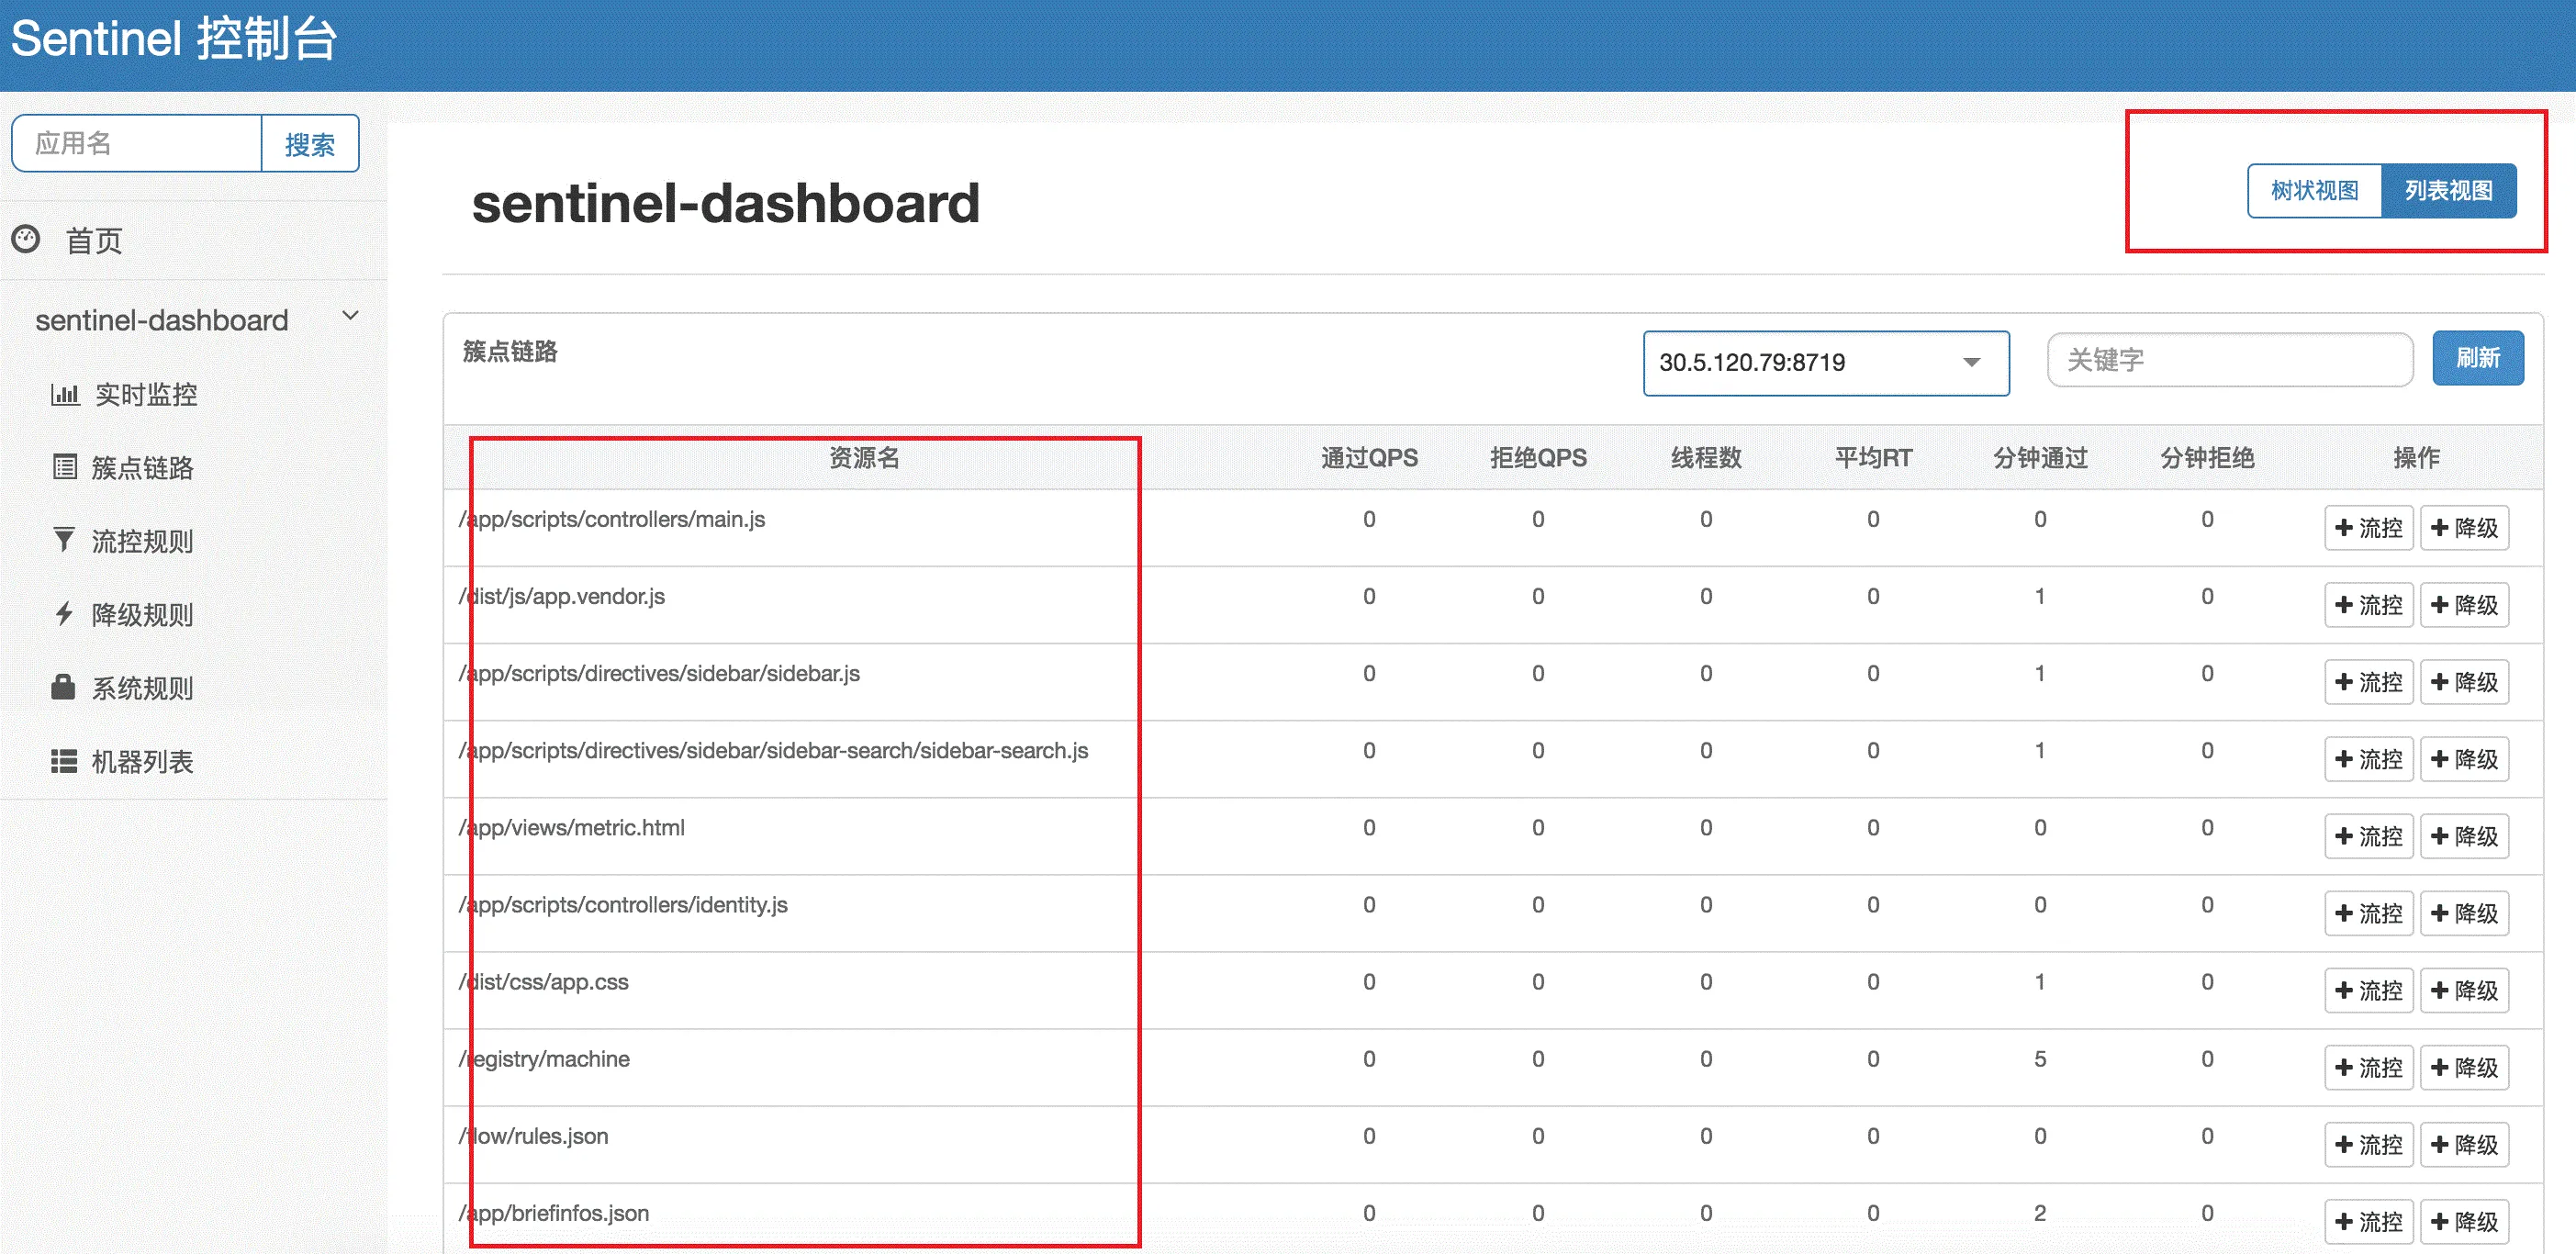 Sentinel 控制台
应用名 搜索
首页
sentinel-dashboard
实时监控
簇点链路
流控规则
降级规则
系统规则
机器列表
sentinel-dashboard
树状视图 列表视图
簇点链路 30.5.120.79:8719 关键字 刷新
资源名 通过QPS 拒绝QPS 线程数 平均RT 分钟通过 分钟拒绝 操作
/app/scripts/controllers/main.js 0 0 0 0 0 0 流控 降级
/dist/js/app.vendor.js 0 0 0 0 1 0 流控 降级
/app/scripts/directives/sidebar/sidebar.js 0 0 0 0 1 0 流控 降级
/app/scripts/directives/sidebar/sidebar-search/sidebar-search.js 0 0 0 0 1 0 流控 降级
/app/views/metric.html 0 0 0 0 0 0 流控 降级
/app/scripts/controllers/identity.js 0 0 0 0 0 0 流控 降级
/dist/css/app.css 0 0 0 0 1 0 流控 降级
/registry/machine 0 0 0 0 5 0 流控 降级
/flow/rules.json 0 0 0 0 0 0 流控 降级
/app/briefinfos.json 0 0 0 0 2 0 流控 降级